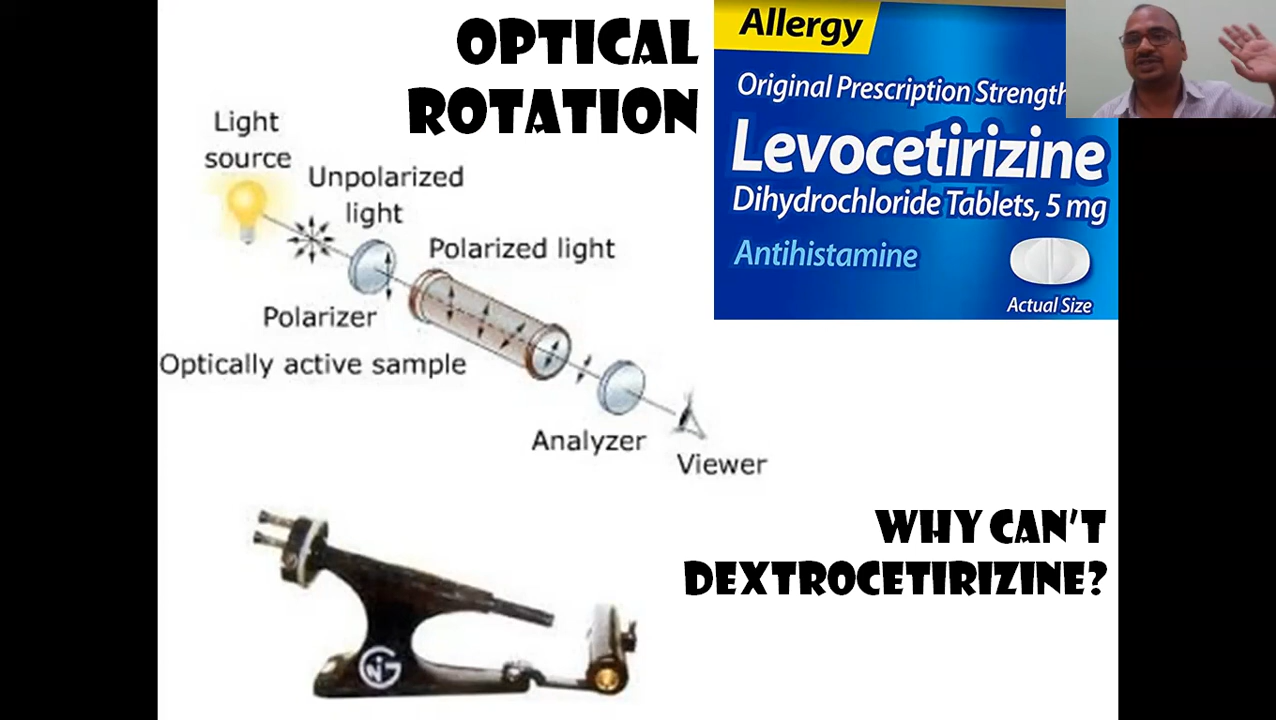 OPTICAL
ROTATION
Light
source
Unpolarized
light
Polarized light
Polarizer
Optically active sample
Analyzer
Viewer
Allergy
Original Prescription Strength
Levocetirizine
Dihydrochloride Tablets, 5 mg
Antihistamine
Actual Size
WHY CAN'T
DEXTROCETIRIZINE?